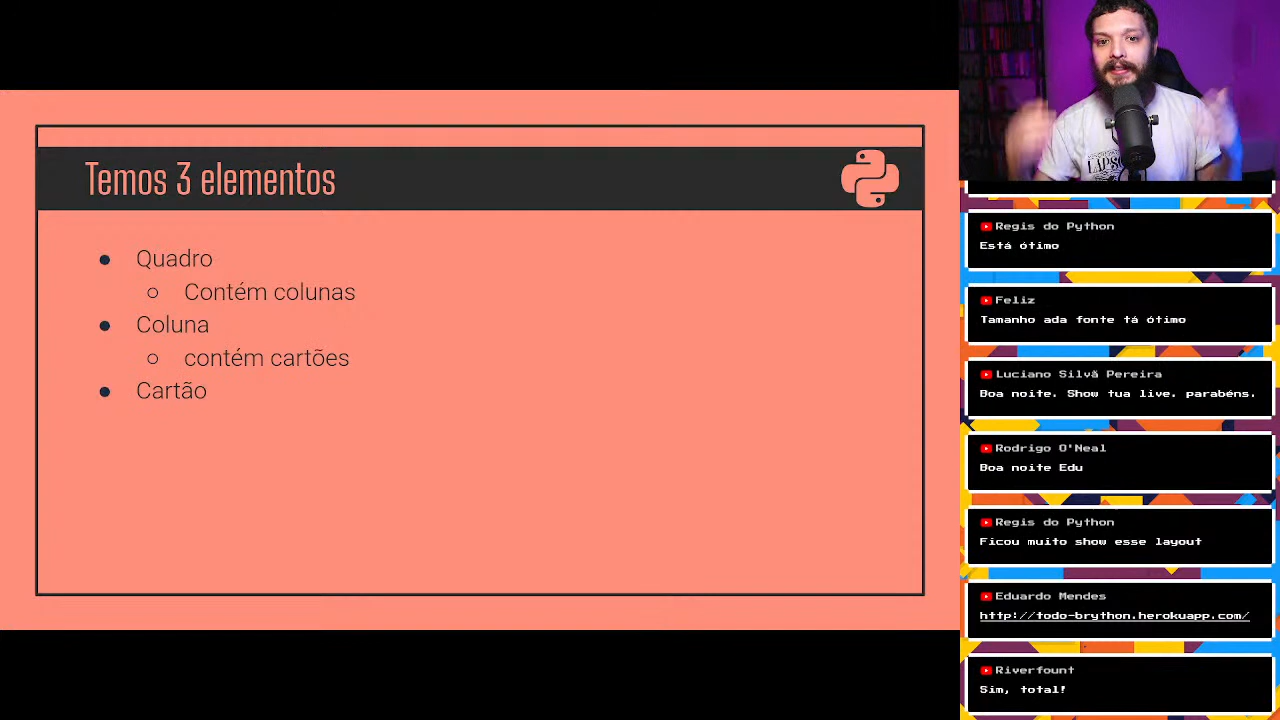 Temos 3 elementos
Quadro
Contém colunas
Coluna
contém cartões
Cartão
LAPSO
Regis do Python
Está ótimo
Feliz
Tamanho ada fonte tá ótimo
Luciano Silvã Pereira
Boa noite. Show tua live. parabéns.
Rodrigo O'Neal
Boa noite Edu
Regis do Python
Ficou muito show esse layout
Eduardo Mendes
http://todo-brython.herokuapp.com/
Riverfount
Sim, total!